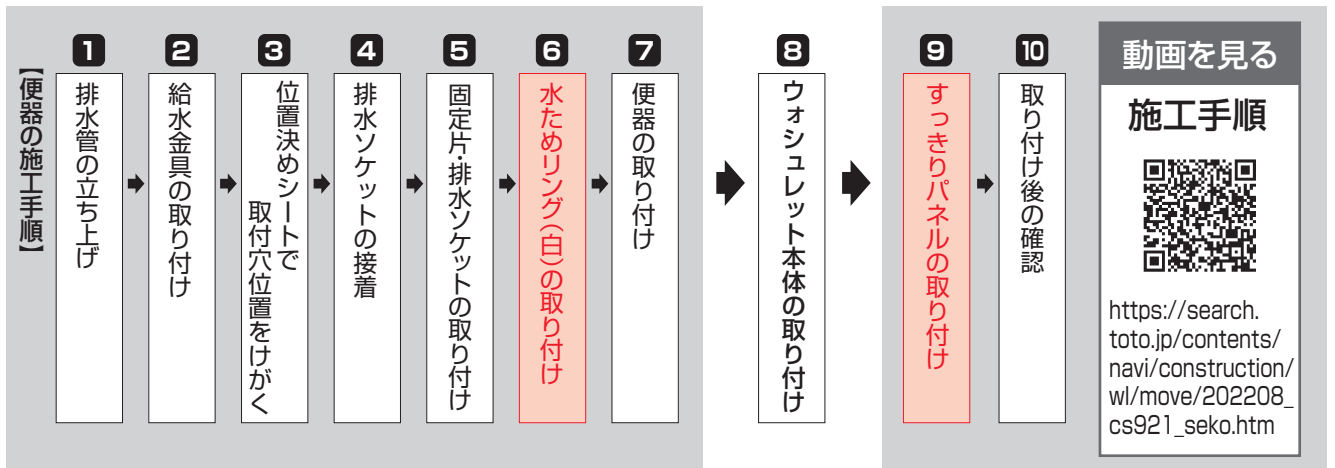 【便器の施工手順】
1
排水管の立ち上げ
2
給水金具の取り付け
3
位置決めシートで
取付穴位置をけがく
4
排水ソケットの接着
5
固定片・排水ソケットの取り付け
6
水ためリング(白)の取り付け
7
便器の取り付け
8
ウォシュレット本体の取り付け
9
すっきりパネルの取り付け
10
取り付け後の確認
動画を見る
施工手順
https://search.
toto.jp/contents/
navi/construction/
wl/move/202208_
cs921_seko.htm